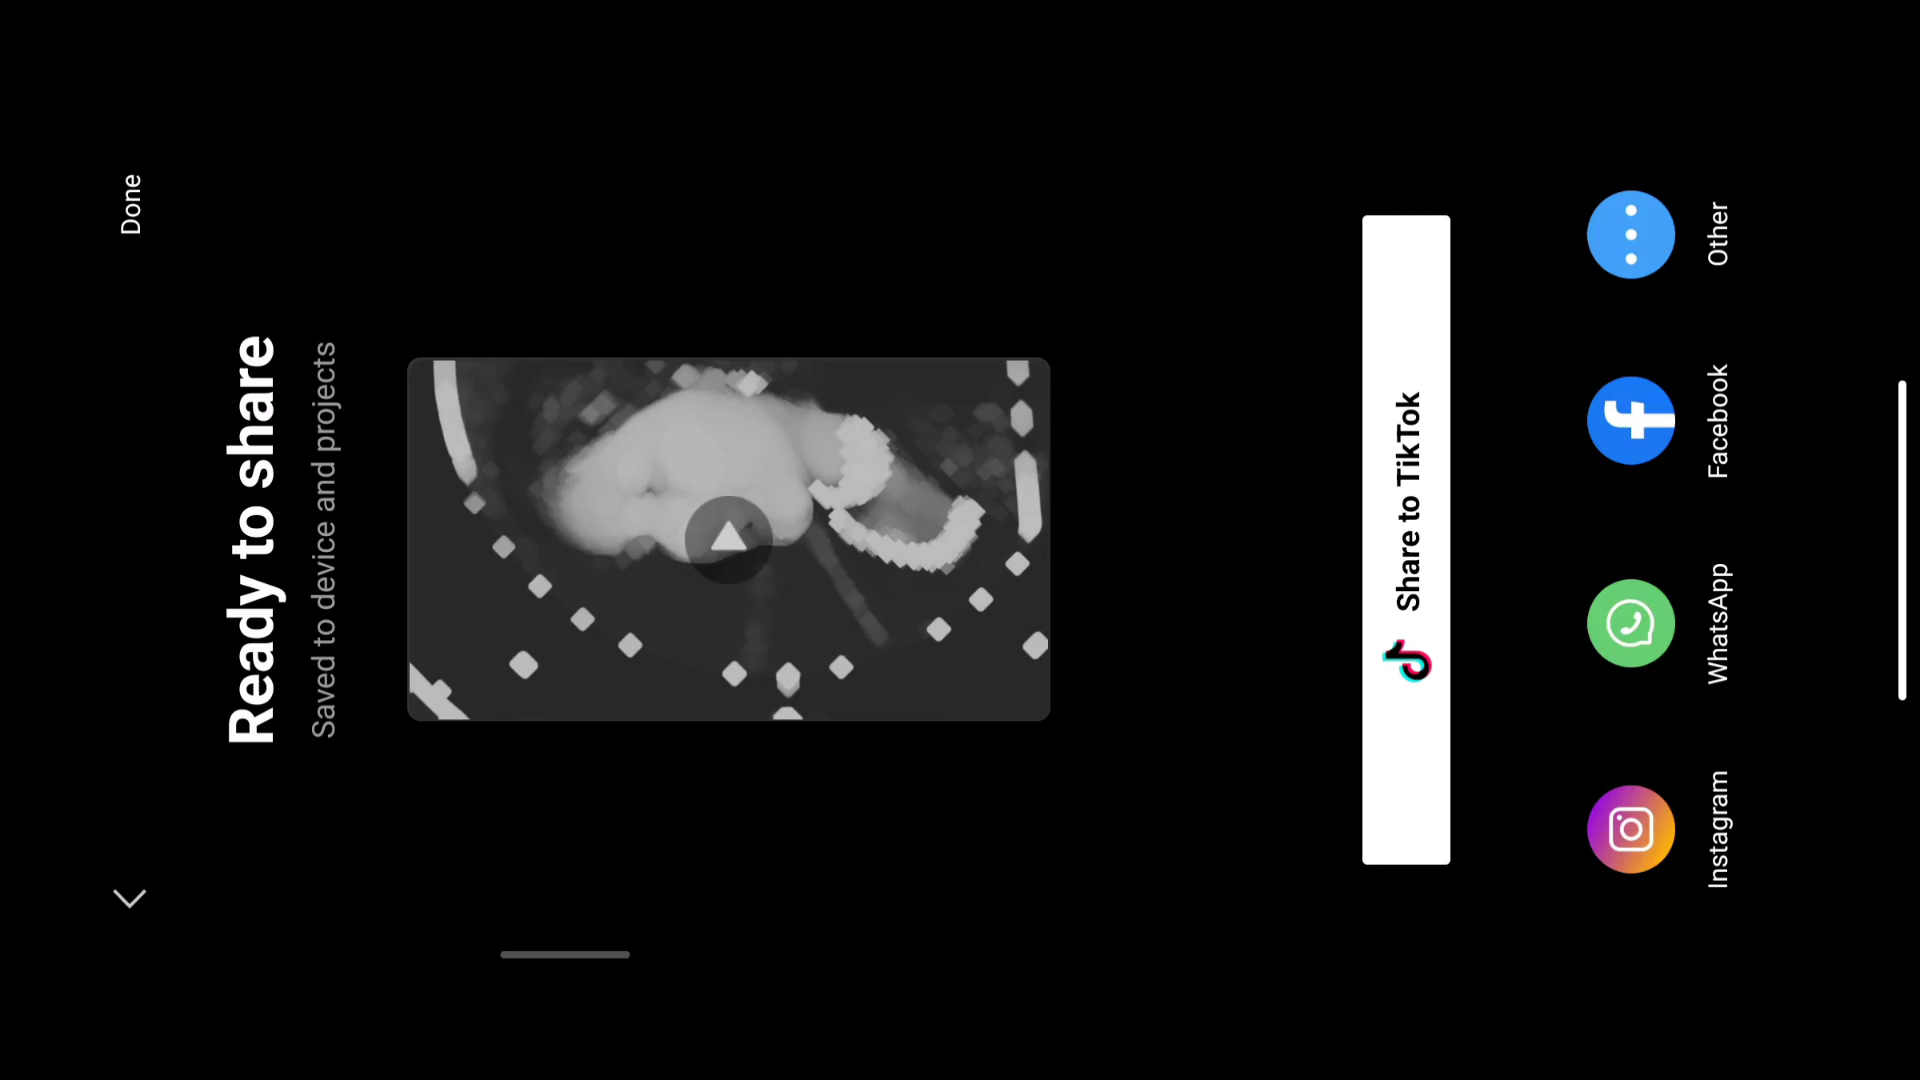 Done
Ready to share
Saved to device and projects
Share to TikTok
Instagram
WhatsApp
Facebook
Other